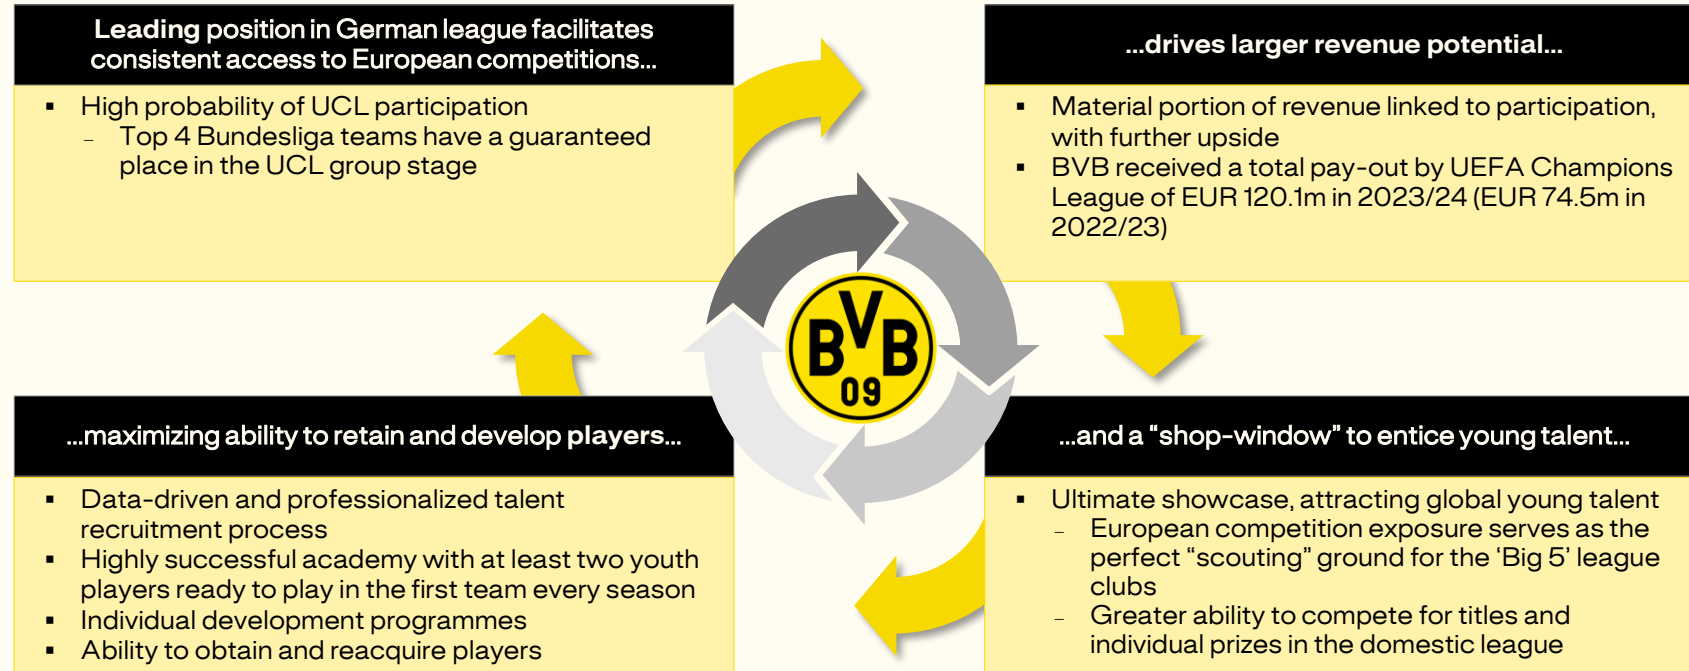 Leading position in German league facilitates
consistent access to European competitions...
▪ High probability of UCL participation
– Top 4 Bundesliga teams have a guaranteed
place in the UCL group stage
...drives larger revenue potential...
▪ Material portion of revenue linked to participation,
with further upside
▪ BVB received a total pay-out by UEFA Champions
League of EUR 120.1m in 2023/24 (EUR 74.5m in
2022/23)
BVB
09
...maximizing ability to retain and develop players...
▪ Data-driven and professionalized talent
recruitment process
▪ Highly successful academy with at least two youth
players ready to play in the first team every season
▪ Individual development programmes
▪ Ability to obtain and reacquire players
...and a “shop-window” to entice young talent...
▪ Ultimate showcase, attracting global young talent
– European competition exposure serves as the
perfect “scouting” ground for the ‘Big 5’ league
clubs
– Greater ability to compete for titles and
individual prizes in the domestic league